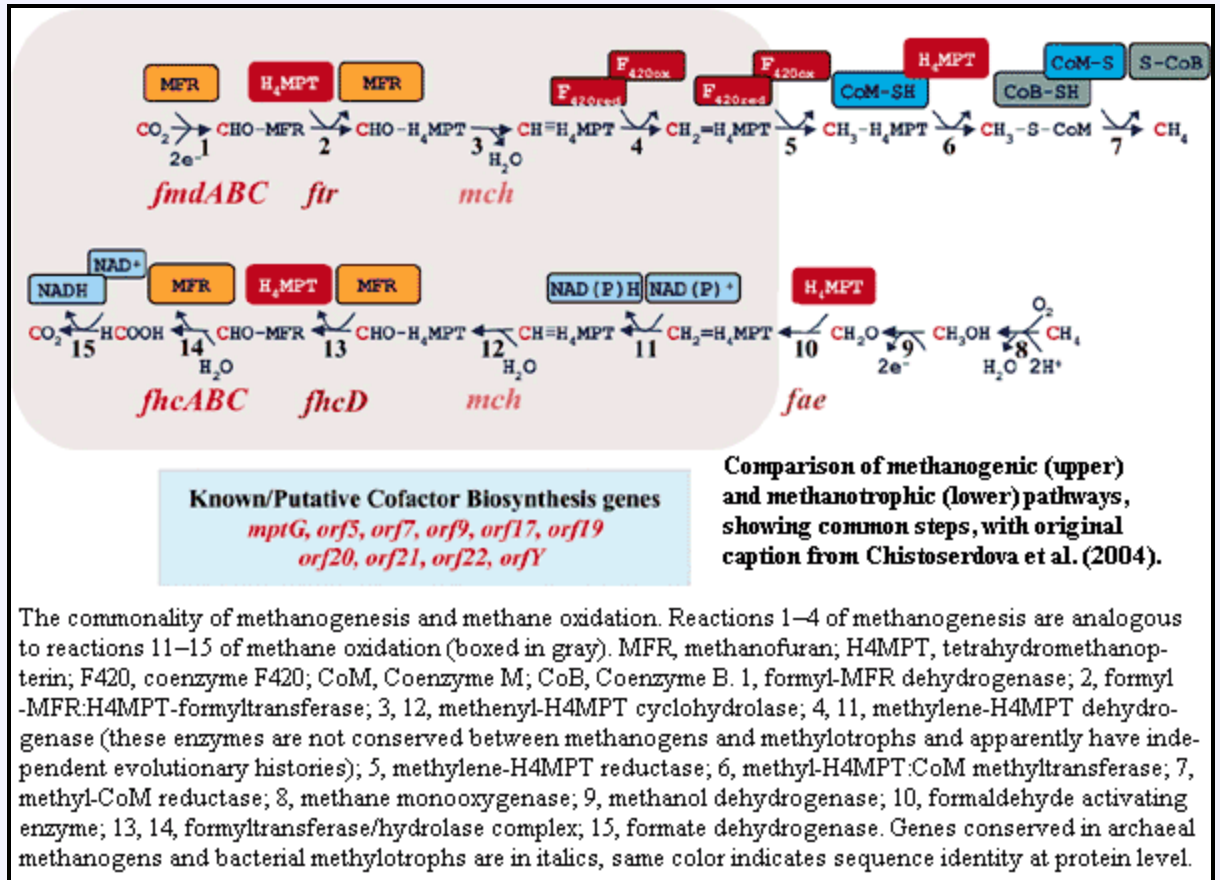 MFR H₄MPT MFR F₄₂₀red F₄₂₀ox F₄₂₀red F₄₂₀ox CoM-SH H₄MPT CoB-SH CoM-S S-CoB
CO₂ CHO-MFR CHO-H₄MPT CH≡H₄MPT CH₂=H₄MPT CH₃-H₄MPT CH₃-S-CoM CH₄
2e⁻ 1 2 3 H₂O 4 5 6 7
fmdABC ftr mch
NADH NAD+ MFR H₄MPT MFR NAD(P)H NAD(P)+ H₄MPT O₂
CO₂ HCOOH CHO-MFR CHO-H₄MPT CH≡H₄MPT CH₂=H₄MPT CH₂O CH₃OH CH₄
15 14 13 12 11 10 9 8
H₂O H₂O 2e⁻ H₂O 2H⁺
fhcABC fhcD mch fae
Known/Putative Cofactor Biosynthesis genes
mptG, orf5, orf7, orf9, orf17, orf19
orf20, orf21, orf22, orfY
Comparison of methanogenic (upper)
and methanotrophic (lower) pathways,
showing common steps, with original
caption from Chistoserdova et al. (2004).
The commonality of methanogenesis and methane oxidation. Reactions 1–4 of methanogenesis are analogous
to reactions 11–15 of methane oxidation (boxed in gray). MFR, methanofuran; H4MPT, tetrahydromethanop-
terin; F420, coenzyme F420; CoM, Coenzyme M; CoB, Coenzyme B. 1, formyl-MFR dehydrogenase; 2, formyl
-MFR:H4MPT-formyltransferase; 3, 12, methenyl-H4MPT cyclohydrolase; 4, 11, methylene-H4MPT dehydro-
genase (these enzymes are not conserved between methanogens and methylotrophs and apparently have inde-
pendent evolutionary histories); 5, methylene-H4MPT reductase; 6, methyl-H4MPT:CoM methyltransferase; 7,
methyl-CoM reductase; 8, methane monooxygenase; 9, methanol dehydrogenase; 10, formaldehyde activating
enzyme; 13, 14, formyltransferase/hydrolase complex; 15, formate dehydrogenase. Genes conserved in archaeal
methanogens and bacterial methylotrophs are in italics, same color indicates sequence identity at protein level.